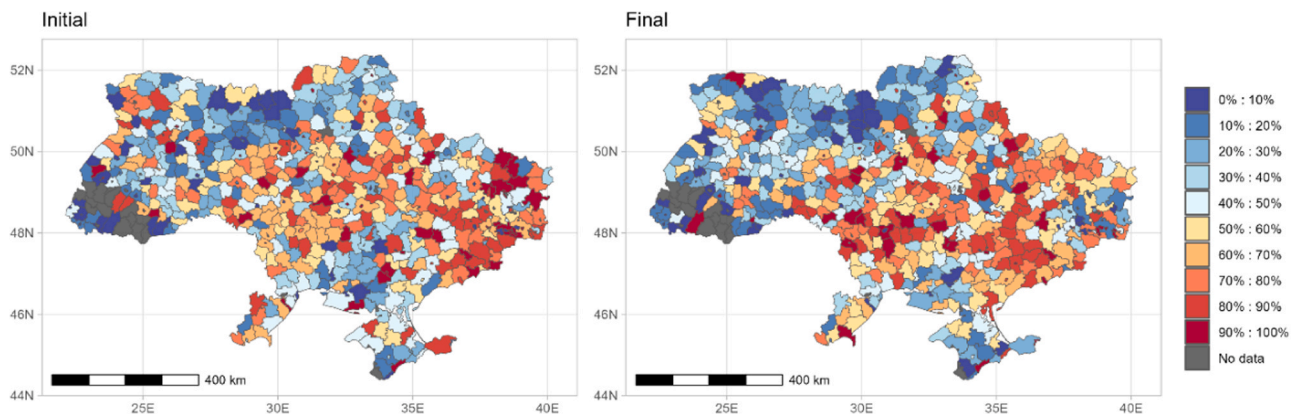 Initial
Final
52N
50N
48N
46N
44N
25E
30E
35E
40E
400 km
52N
50N
48N
46N
44N
25E
30E
35E
40E
400 km
0% : 10%
10% : 20%
20% : 30%
30% : 40%
40% : 50%
50% : 60%
60% : 70%
70% : 80%
80% : 90%
90% : 100%
No data